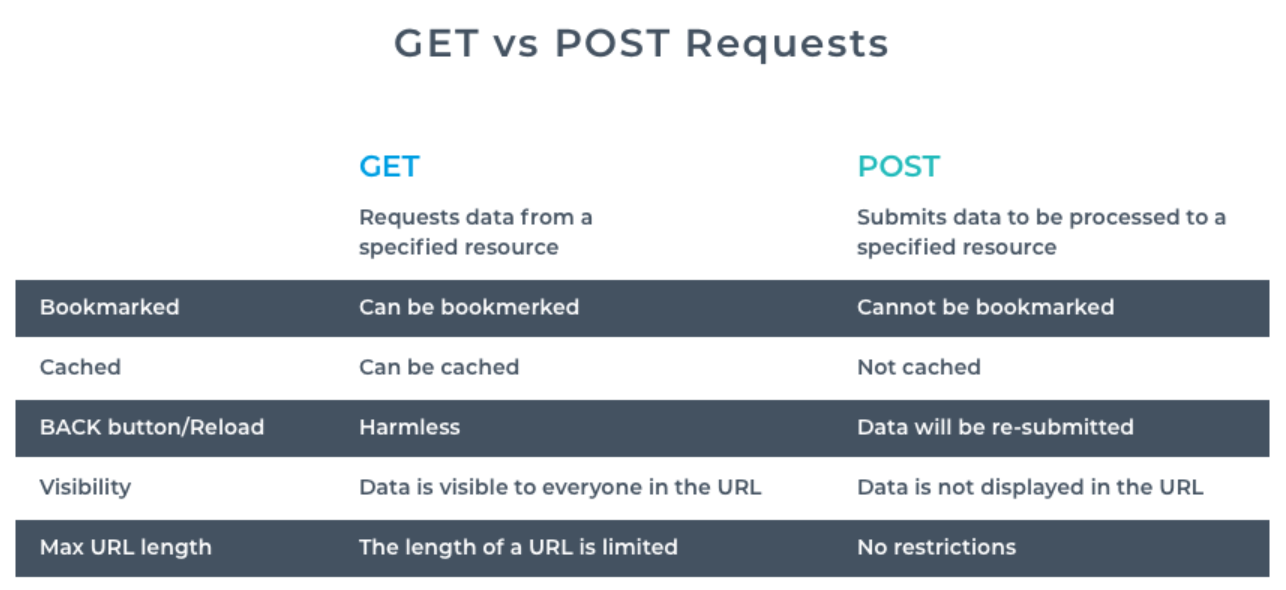 GET vs POST Requests
GET POST
Requests data from a Submits data to be processed to a
specified resource specified resource
Bookmarked Can be bookmerked Cannot be bookmarked
Cached Can be cached Not cached
BACK button/Reload Harmless Data will be re-submitted
Visibility Data is visible to everyone in the URL Data is not displayed in the URL
Max URL length The length of a URL is limited No restrictions